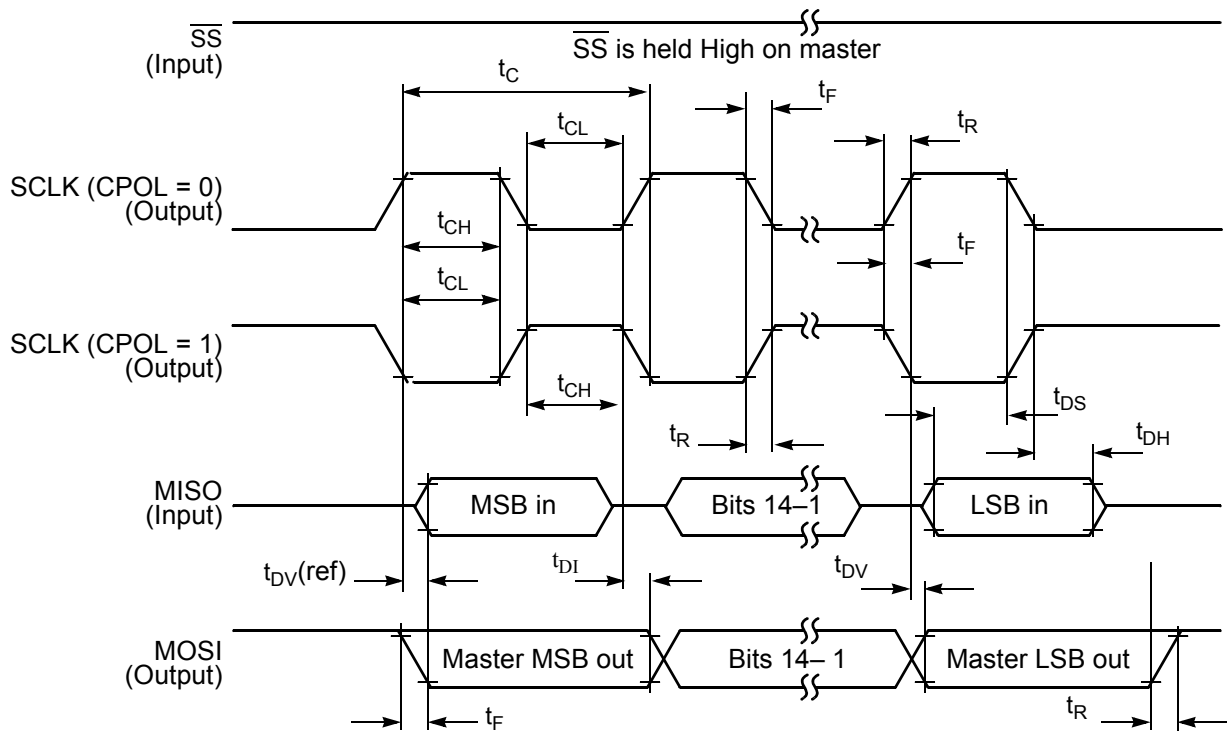 SS
(Input)
SS is held High on master
tC
tF
tCL
tR
SCLK (CPOL = 0)
(Output)
tCH
tF
tCL
SCLK (CPOL = 1)
(Output)
tCH
tDS
tR
tDH
MISO
(Input)
MSB in
Bits 14–1
LSB in
tDV(ref)
tDI
tDV
MOSI
(Output)
Master MSB out
Bits 14– 1
Master LSB out
tF
tR